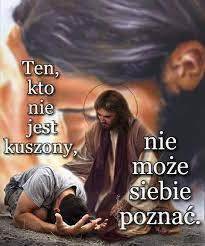 Ten,
kto
nie
jest
kuszony,
nie
może
siebie
poznać.